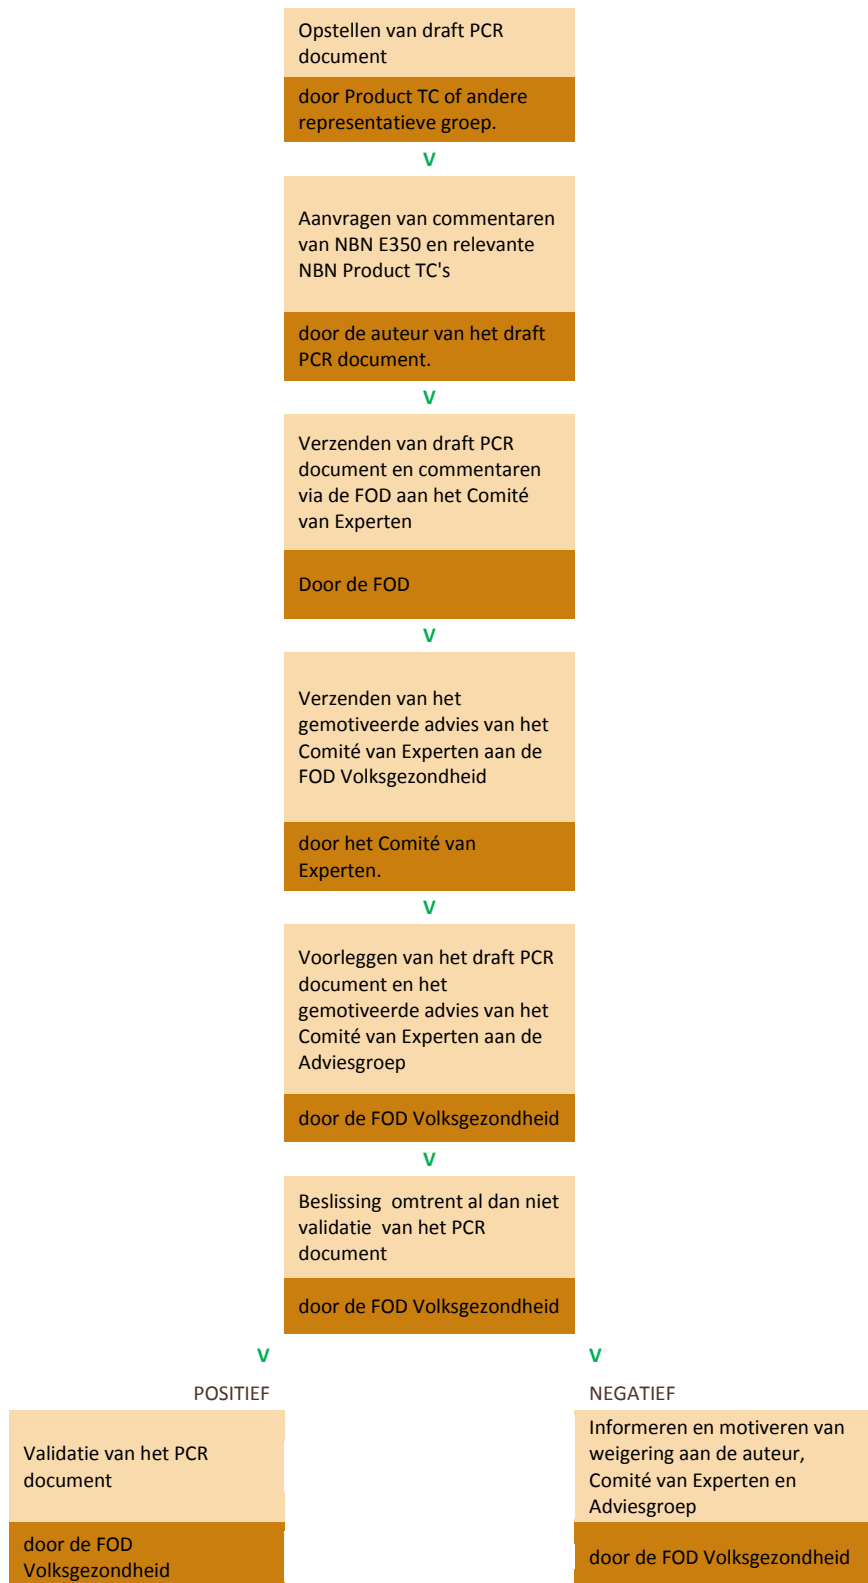 Opstellen van draft PCR
document
door Product TC of andere
representatieve groep.
V
Aanvragen van commentaren
van NBN E350 en relevante
NBN Product TC's
door de auteur van het draft
PCR document.
V
Verzenden van draft PCR
document en commentaren
via de FOD aan het Comité
van Experten
Door de FOD
V
Verzenden van het
gemotiveerde advies van het
Comité van Experten aan de
FOD Volksgezondheid
door het Comité van
Experten.
V
Voorleggen van het draft PCR
document en het
gemotiveerde advies van het
Comité van Experten aan de
Adviesgroep
door de FOD Volksgezondheid
V
Beslissing omtrent al dan niet
validatie van het PCR
document
door de FOD Volksgezondheid
V
POSITIEF
Validatie van het PCR
document
door de FOD
Volksgezondheid
V
NEGATIEF
Informeren en motiveren van
weigering aan de auteur,
Comité van Experten en
Adviesgroep
door de FOD Volksgezondheid